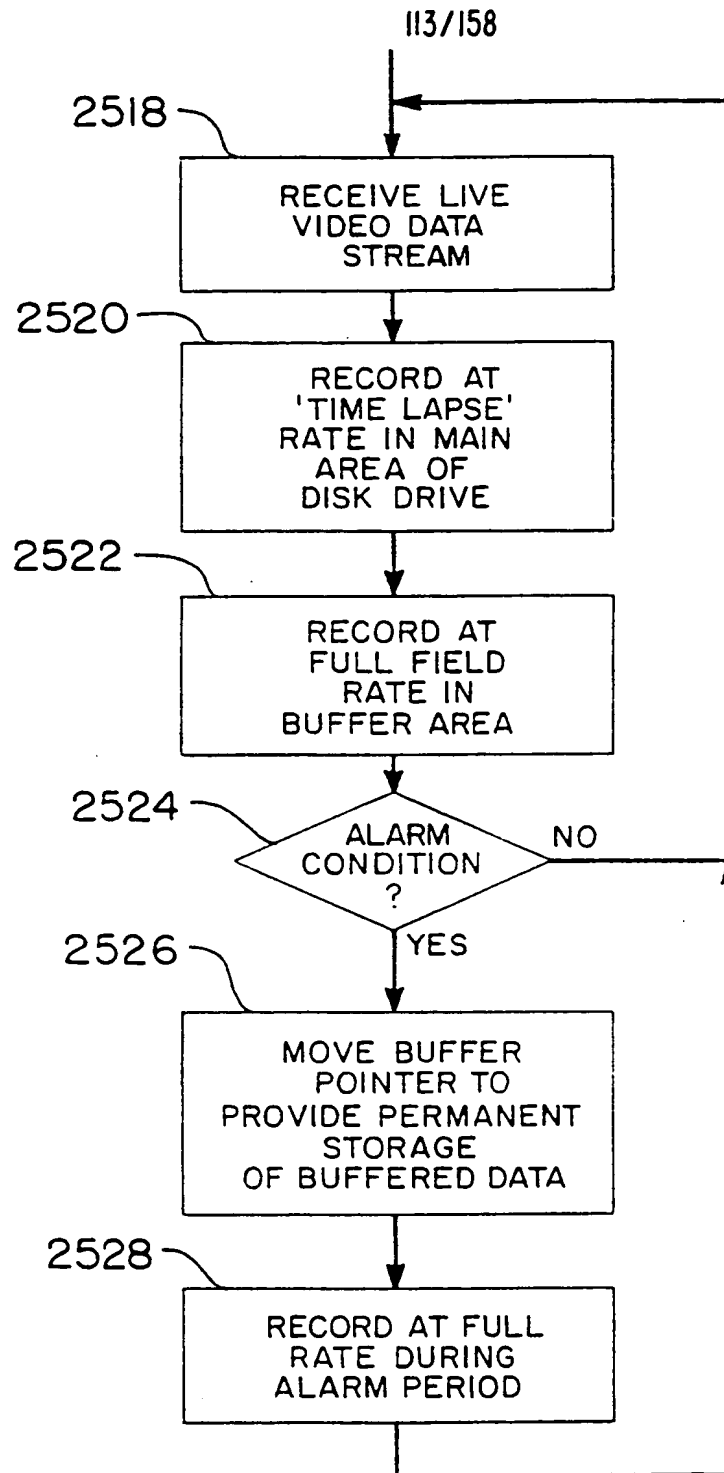 113/158
2518
RECEIVE LIVE
VIDEO DATA
STREAM
2520
RECORD AT
'TIME LAPSE'
RATE IN MAIN
AREA OF
DISK DRIVE
2522
RECORD AT
FULL FIELD
RATE IN
BUFFER AREA
2524
ALARM
CONDITION
?
NO
YES
2526
MOVE BUFFER
POINTER TO
PROVIDE PERMANENT
STORAGE
OF BUFFERED DATA
2528
RECORD AT FULL
RATE DURING
ALARM PERIOD